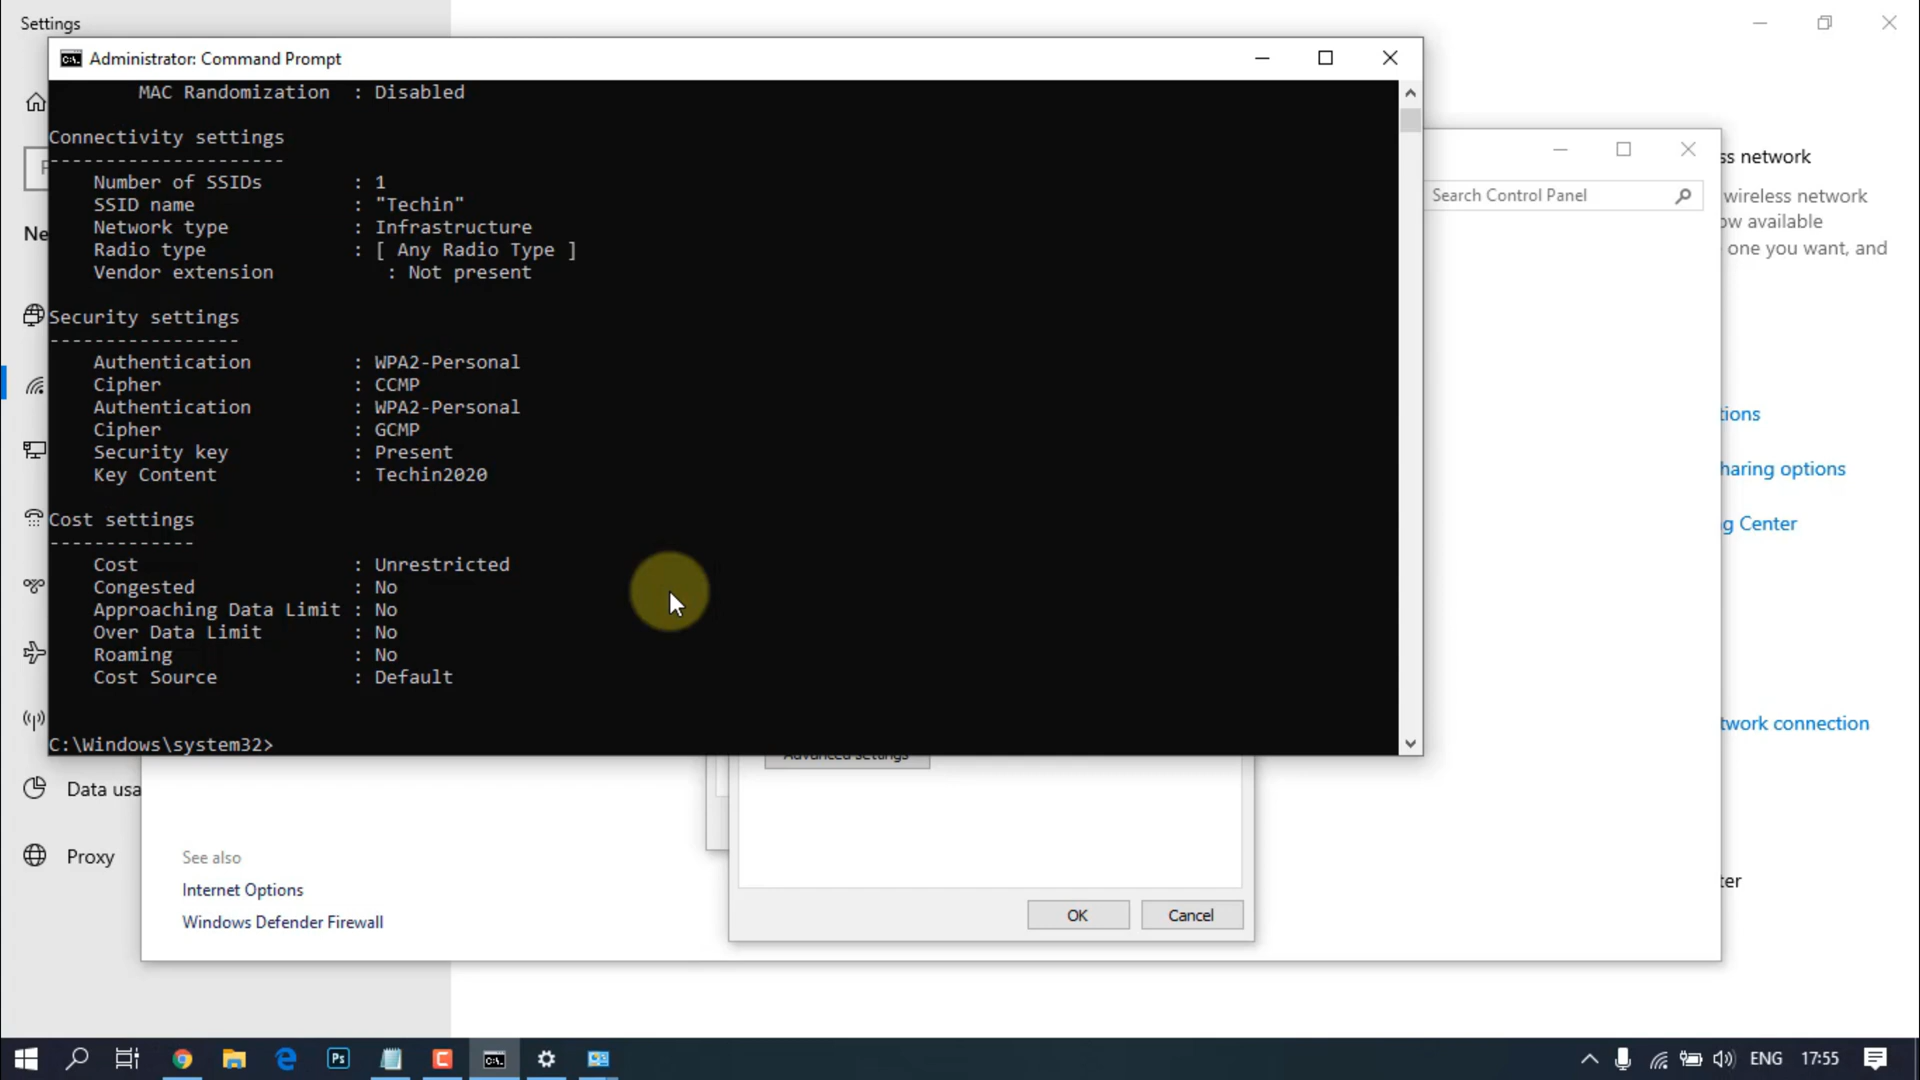 Settings
Administrator: Command Prompt
MAC Randomization : Disabled
Connectivity settings
---------------------
Number of SSIDs : 1
SSID name : "Techin"
Network type : Infrastructure
Radio type : [ Any Radio Type ]
Vendor extension : Not present
Security settings
-----------------
Authentication : WPA2-Personal
Cipher : CCMP
Authentication : WPA2-Personal
Cipher : GCMP
Security key : Present
Key Content : Techin2020
Cost settings
-------------
Cost : Unrestricted
Congested : No
Approaching Data Limit : No
Over Data Limit : No
Roaming : No
Cost Source : Default
C:\Windows\system32>
Ne
Data usa
Proxy
Search Control Panel
ss network
wireless network
ow available
one you want, and
tions
haring options
g Center
twork connection
ter
Advanced settings
See also
Internet Options
Windows Defender Firewall
OK
Cancel
Ps
ENG
17:55